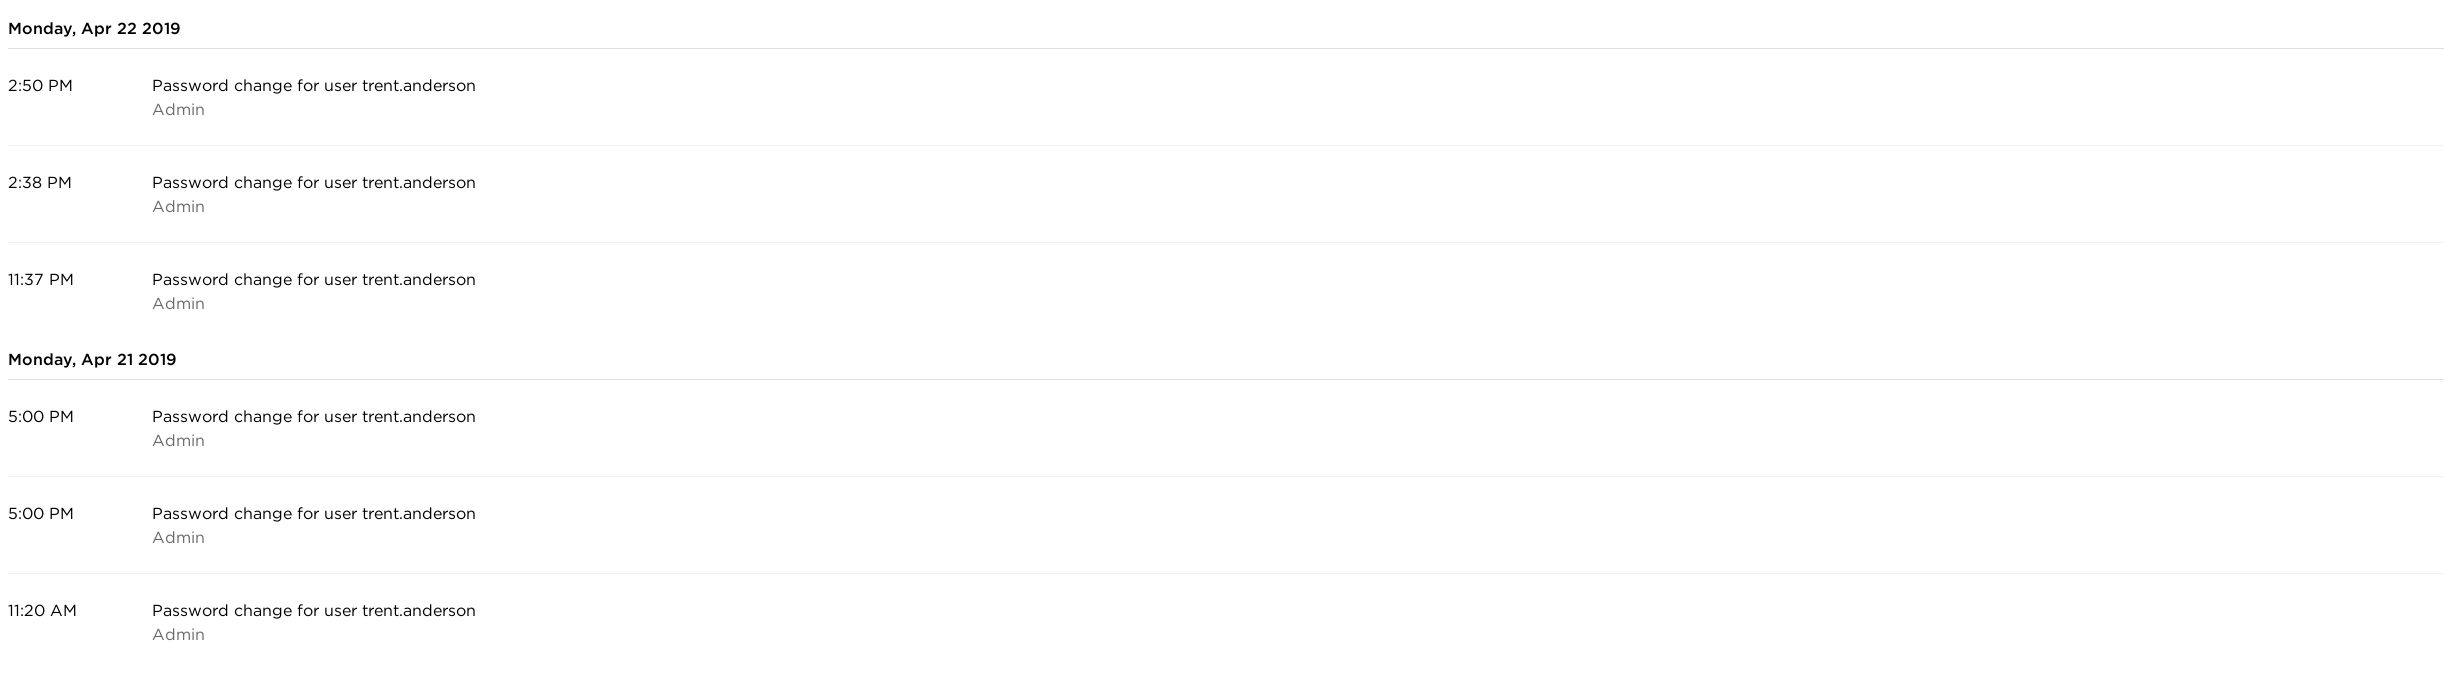 Monday, Apr 22 2019
2:50 PM Password change for user trent.anderson
Admin
2:38 PM Password change for user trent.anderson
Admin
11:37 PM Password change for user trent.anderson
Admin
Monday, Apr 21 2019
5:00 PM Password change for user trent.anderson
Admin
5:00 PM Password change for user trent.anderson
Admin
11:20 AM Password change for user trent.anderson
Admin